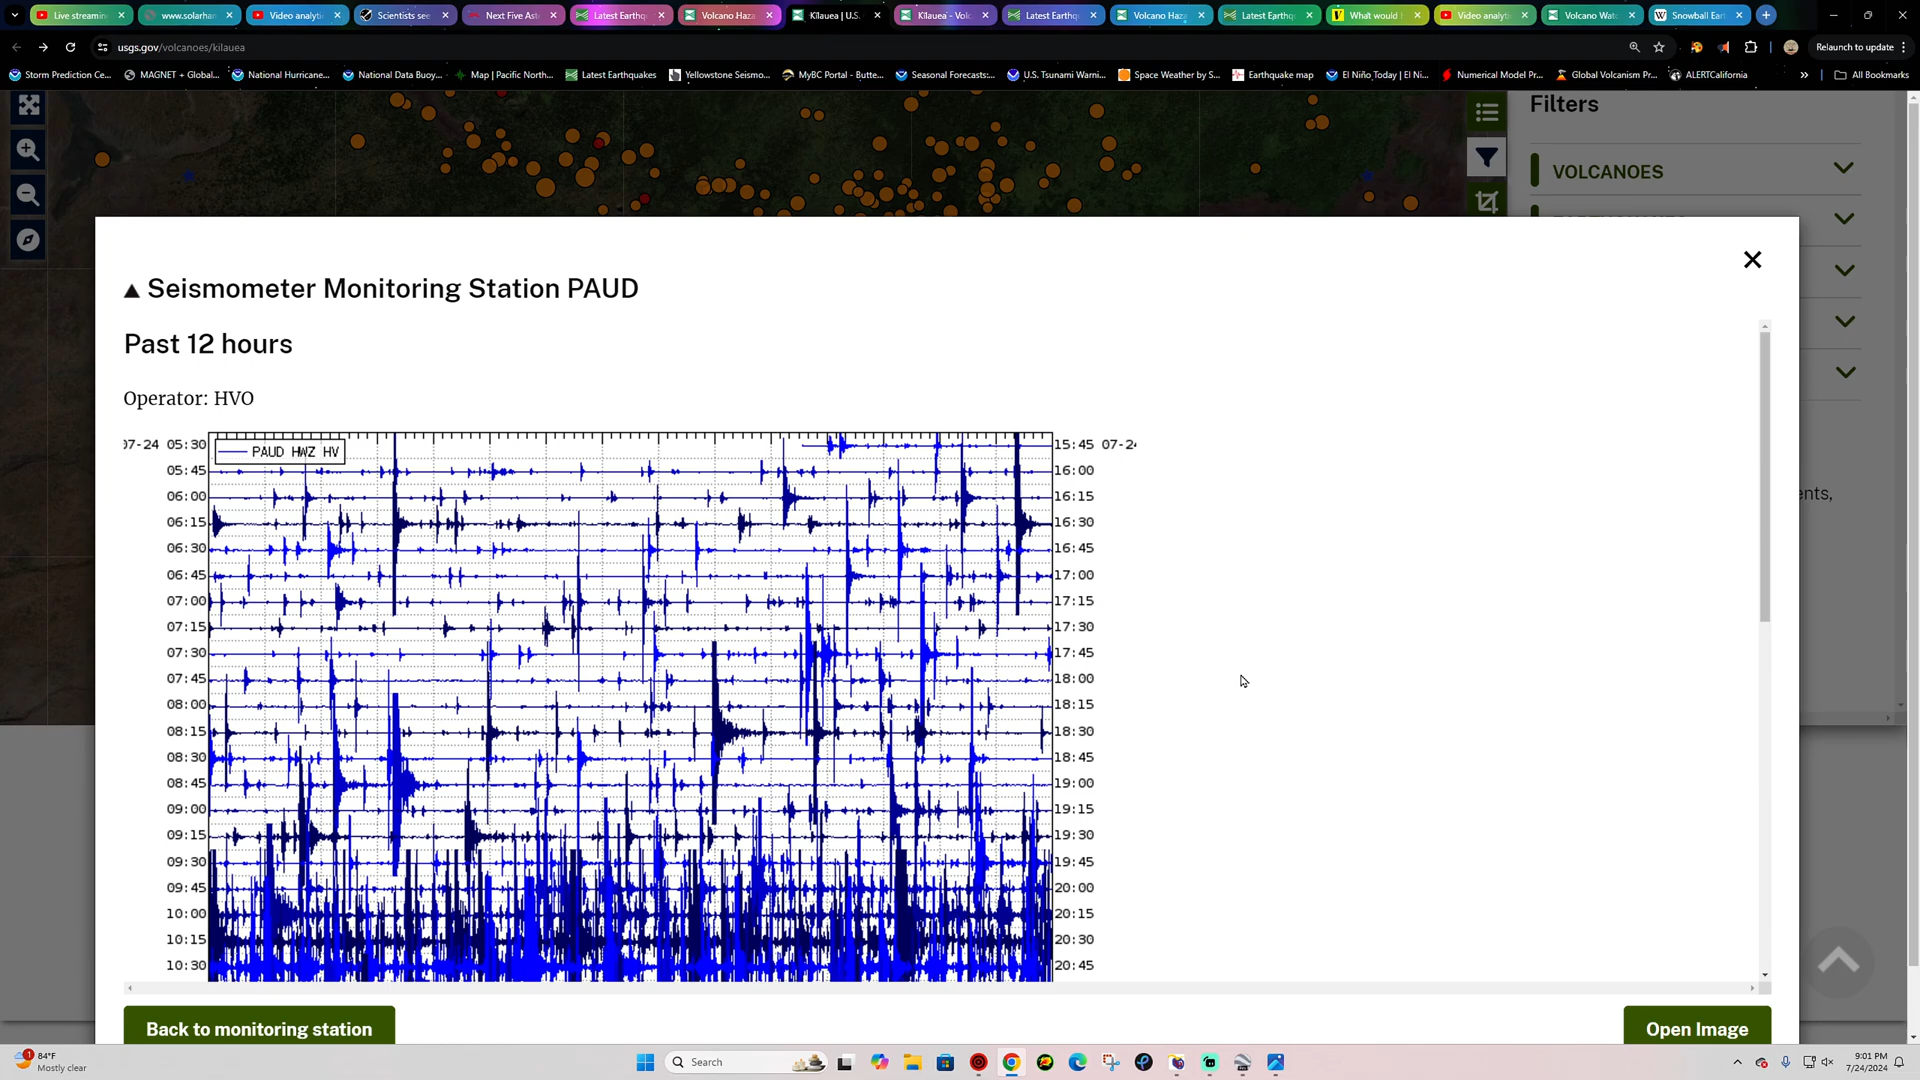 Live streamin
www.solarhan
Video analyti
Scientists see
Next Five Ast
Latest Earthq
Volcano Haza
Kīlauea | U.S.
Kīlauea - Volc
Latest Earthq
Volcano Haza
Latest Earthq
What would
Video analyti
Volcano Wat
Snowball Ear
usgs.gov/volcanoes/kilauea
Relaunch to update
Storm Prediction Ce...
MAGNET + Global...
National Hurricane...
National Data Buoy...
Map | Pacific North...
Latest Earthquakes
Yellowstone Seismo...
MyBC Portal - Butte...
Seasonal Forecasts:...
U.S. Tsunami Warni...
Space Weather by S...
Earthquake map
El Niño Today | El Ni...
Numerical Model Pr...
Global Volcanism Pr...
ALERTCalifornia
All Bookmarks
Filters
VOLCANOES
Seismometer Monitoring Station PAUD
Past 12 hours
Operator: HVO
PAUD HWZ HV
07-24 05:30 15:45 07-24
05:45 16:00
06:00 16:15
06:15 16:30
06:30 16:45
06:45 17:00
07:00 17:15
07:15 17:30
07:30 17:45
07:45 18:00
08:00 18:15
08:15 18:30
08:30 18:45
08:45 19:00
09:00 19:15
09:15 19:30
09:30 19:45
09:45 20:00
10:00 20:15
10:15 20:30
10:30 20:45
ents,
Back to monitoring station
Open Image
1
84°F
Mostly clear
Search
9:01 PM
7/24/2024